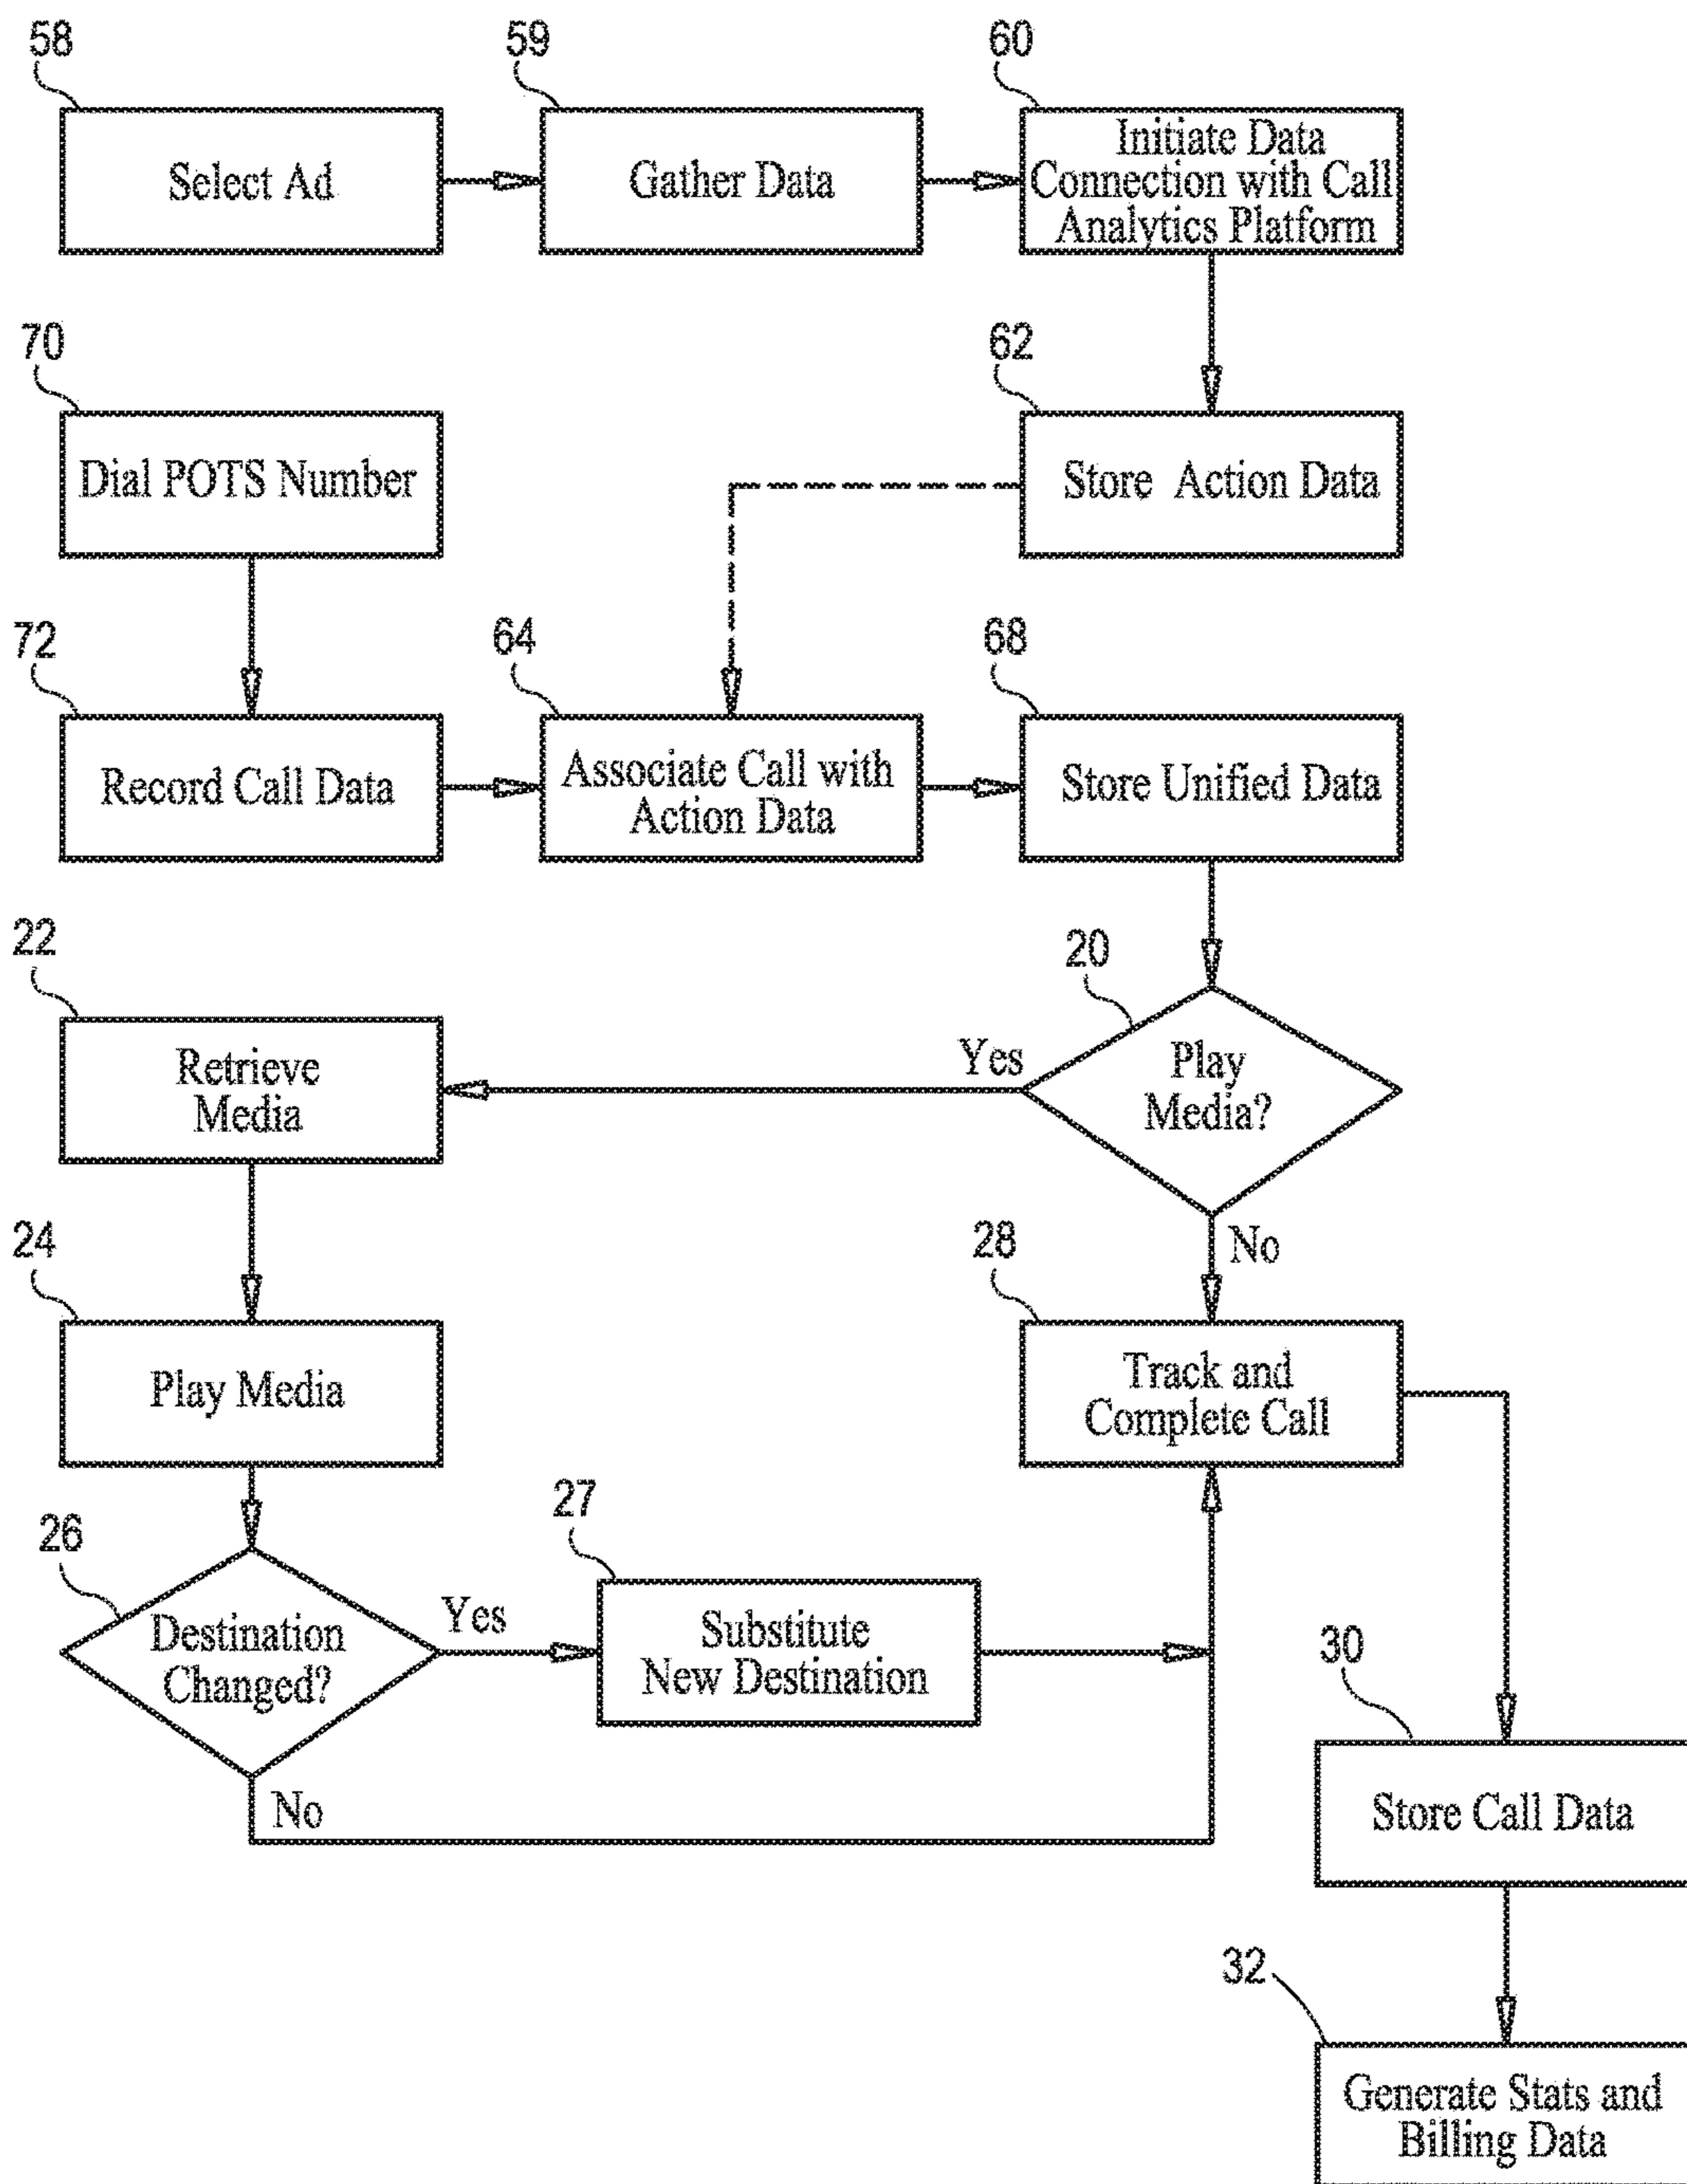 58
59
60
Select Ad
Gather Data
Initiate Data
Connection with Call
Analytics Platform
70
62
Dial POTS Number
Store Action Data
72
64
68
Record Call Data
Associate Call with
Action Data
Store Unified Data
22
20
Retrieve
Media
Yes
Play
Media?
No
24
28
Play Media
Track and
Complete Call
26
27
Destination
Changed?
Yes
Substitute
New Destination
No
30
Store Call Data
32
Generate Stats and
Billing Data